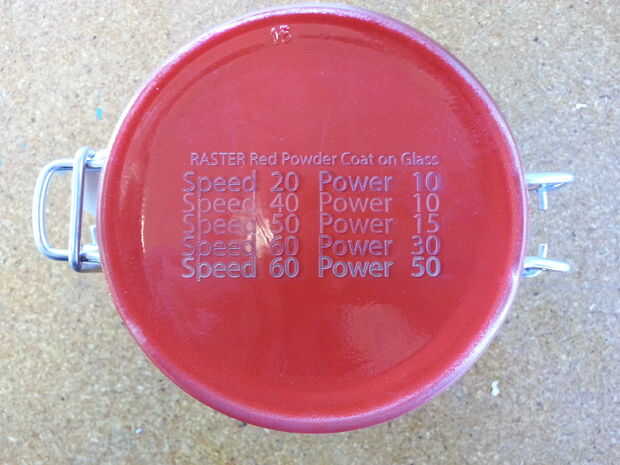 16
RASTER Red Powder Coat on Glass
Speed 20 Power 10
Speed 40 Power 10
Speed 50 Power 15
Speed 60 Power 30
Speed 60 Power 50